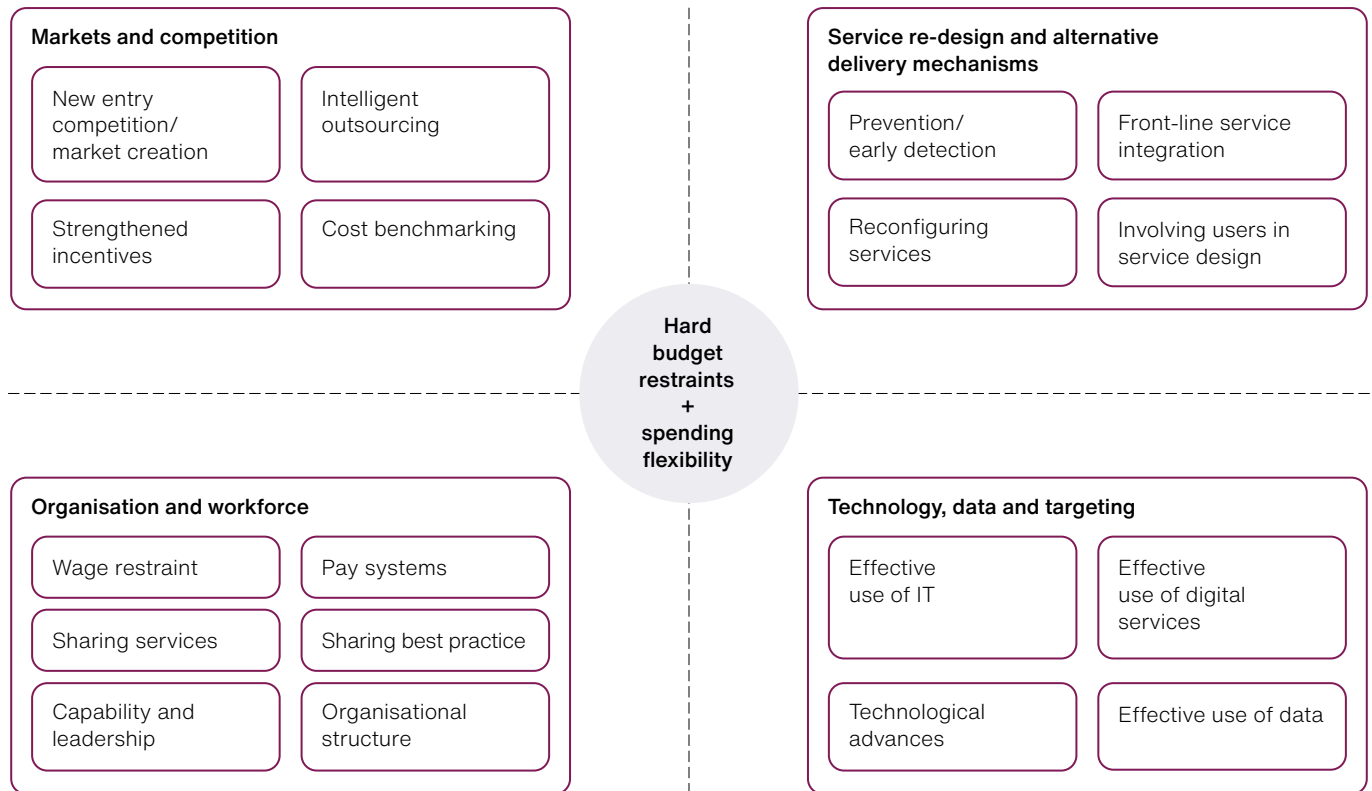 Markets and competition
New entry
competition/
market creation
Intelligent
outsourcing
Strengthened
incentives
Cost benchmarking
Service re-design and alternative
delivery mechanisms
Prevention/
early detection
Front-line service
integration
Reconfiguring
services
Involving users in
service design
Hard
budget
restraints
+
spending
flexibility
Organisation and workforce
Wage restraint
Pay systems
Sharing services
Sharing best practice
Capability and
leadership
Organisational
structure
Technology, data and targeting
Effective
use of IT
Effective
use of digital
services
Technological
advances
Effective use of data